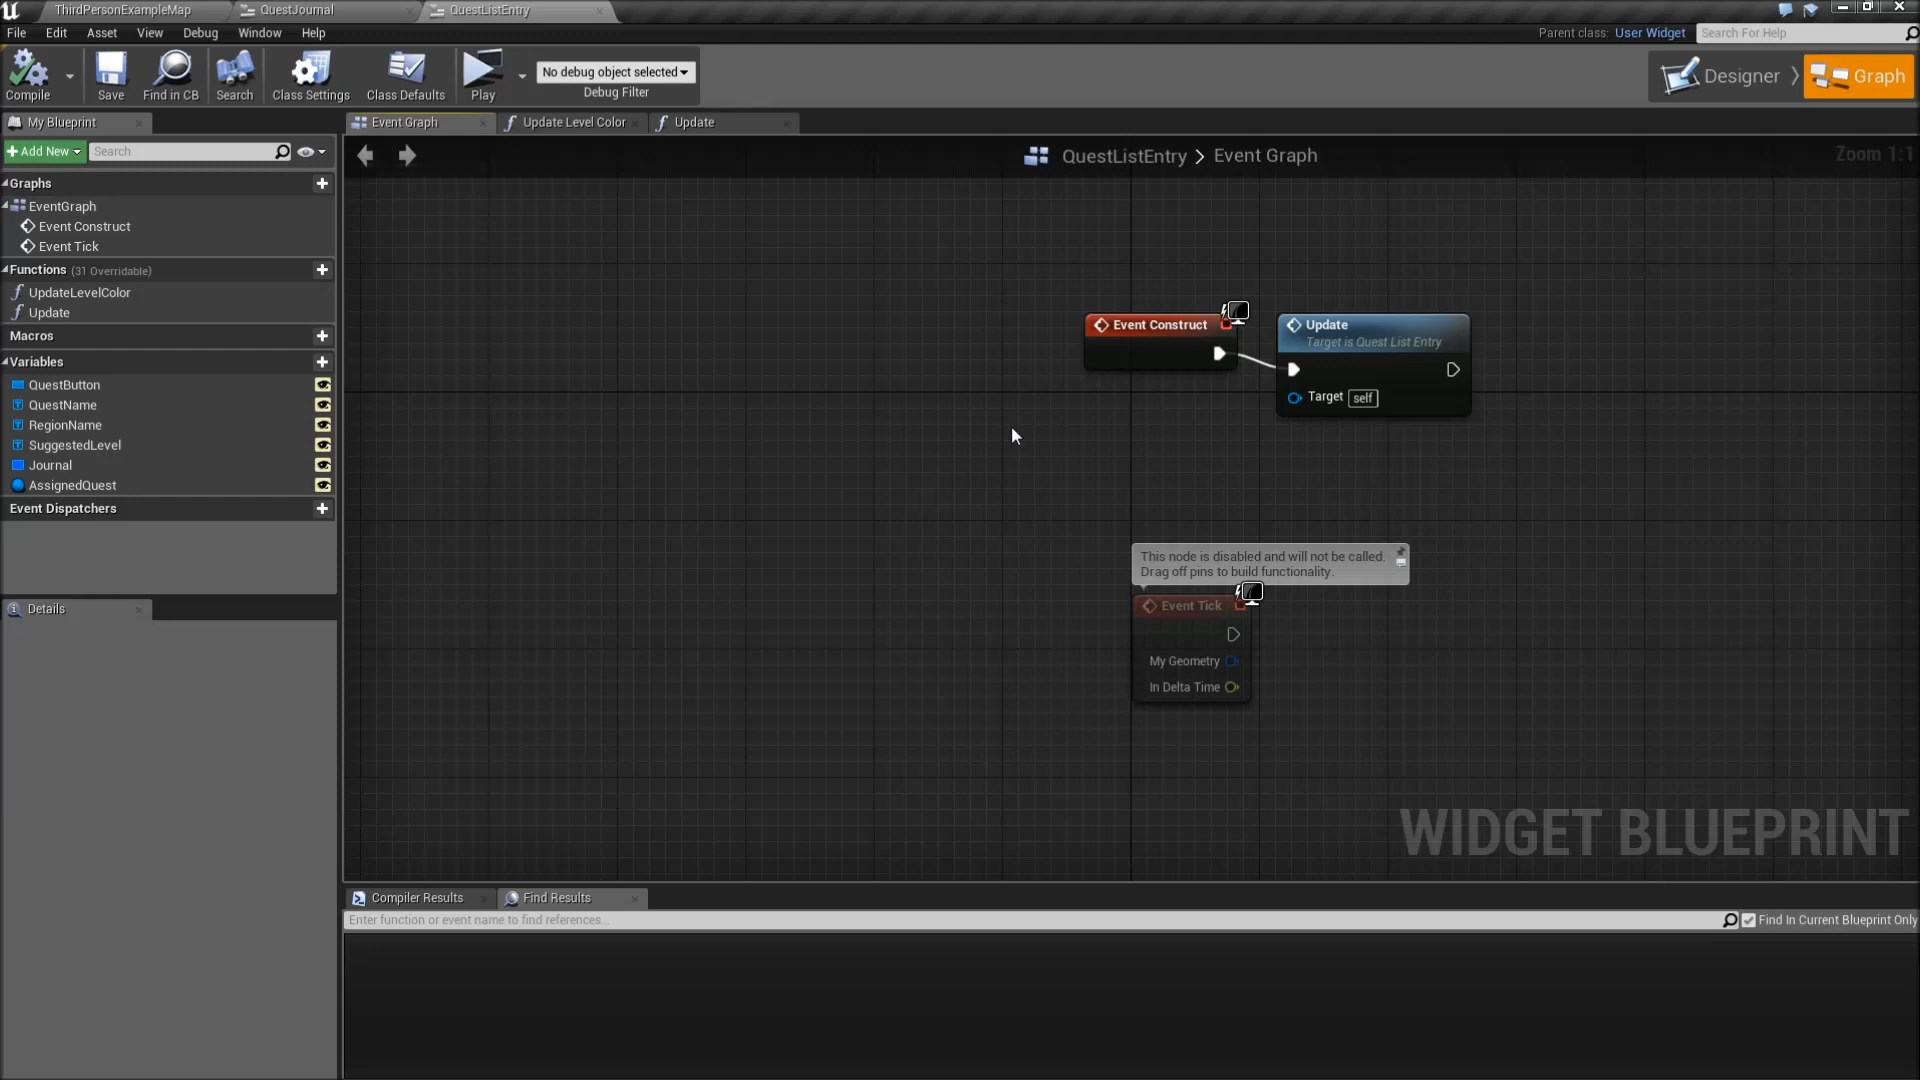 ThirdPersonExampleMap
QuestJournal
QuestListEntry
File Edit Asset View Debug Window Help
Parent class: User Widget
Search For Help
Compile
Save
Find in CB
Search
Class Settings
Class Defaults
Play
No debug object selected
Debug Filter
Designer
Graph
My Blueprint
Event Graph
Update Level Color
Update
Add New
Search
QuestListEntry > Event Graph
Zoom 1:1
Graphs
EventGraph
Event Construct
Event Tick
Functions (31 Overridable)
UpdateLevelColor
Update
Macros
Variables
QuestButton
QuestName
RegionName
SuggestedLevel
Journal
AssignedQuest
Event Dispatchers
Details
Event Construct
Update
Target is Quest List Entry
Target self
This node is disabled and will not be called.
Drag off pins to build functionality.
Event Tick
My Geometry
In Delta Time
WIDGET BLUEPRINT
Compiler Results
Find Results
Enter function or event name to find references...
Find In Current Blueprint Only